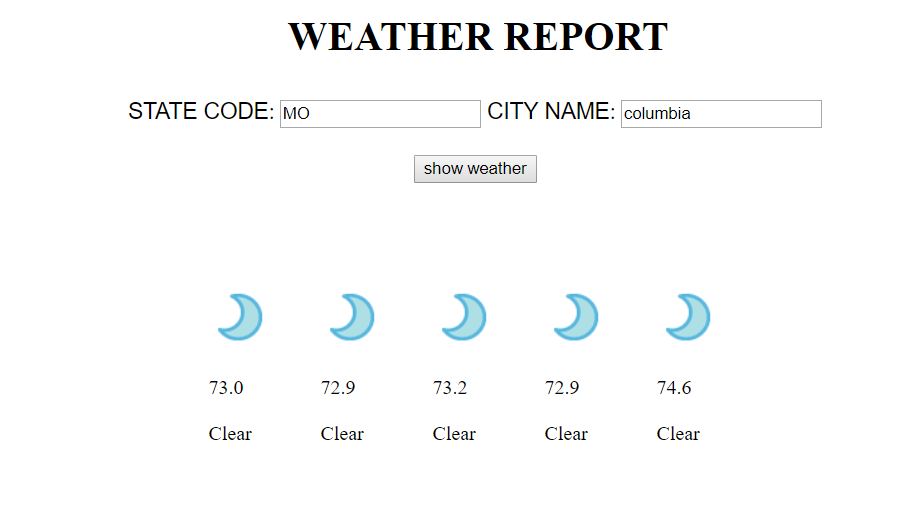 WEATHER REPORT
STATE CODE: MO CITY NAME: columbia
show weather
73.0 72.9 73.2 72.9 74.6
Clear Clear Clear Clear Clear